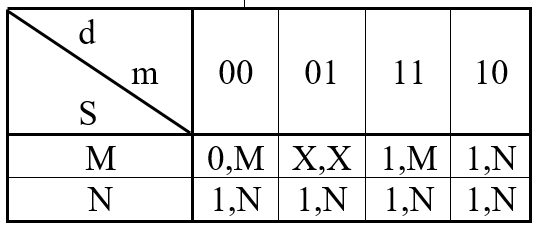 d
m
S
00 01 11 10
M 0,M X,X 1,M 1,N
N 1,N 1,N 1,N 1,N